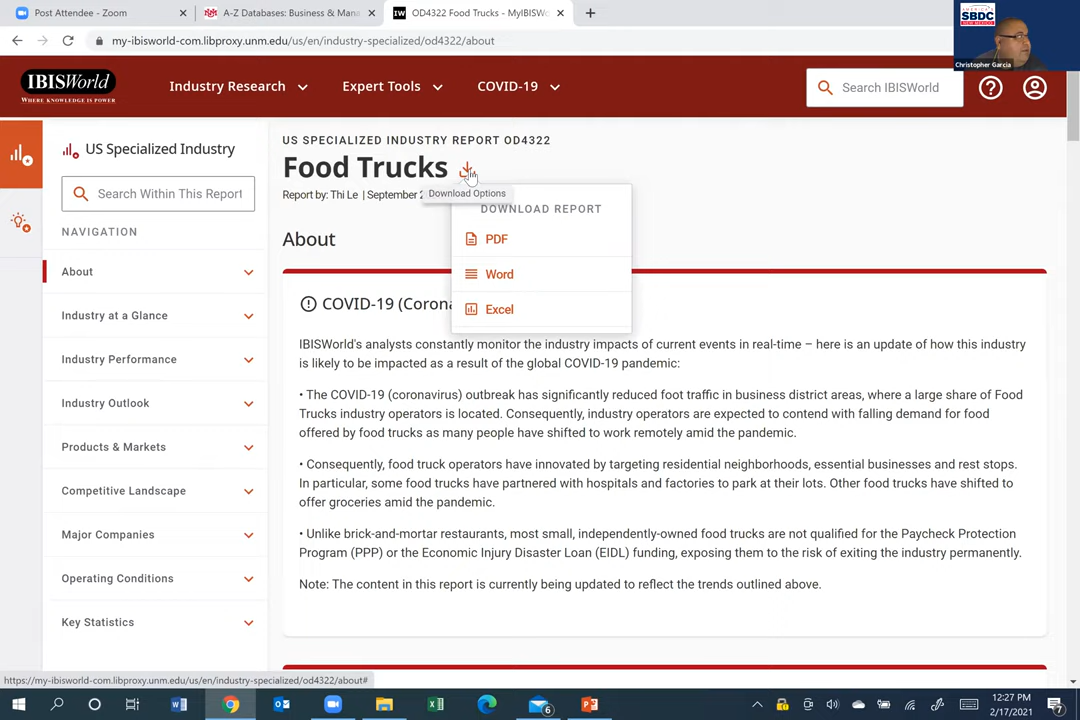 Post Attendee - Zoom
A-Z Databases: Business & Mana
IW OD4322 Food Trucks - MyIBISWo
my-ibisworld-com.libproxy.unm.edu/us/en/industry-specialized/od4322/about
AMERICA'S
SBDC
NEW MEXICO
Christopher Garcia
IBISWorld
WHERE KNOWLEDGE IS POWER
Industry Research
Expert Tools
COVID-19
Search IBISWorld
US Specialized Industry
Search Within This Report
NAVIGATION
About
Industry at a Glance
Industry Performance
Industry Outlook
Products & Markets
Competitive Landscape
Major Companies
Operating Conditions
Key Statistics
US SPECIALIZED INDUSTRY REPORT OD4322
Food Trucks
Report by: Thi Le | September 2
Download Options
DOWNLOAD REPORT
PDF
Word
Excel
About
COVID-19 (Corona
IBISWorld's analysts constantly monitor the industry impacts of current events in real-time – here is an update of how this industry
is likely to be impacted as a result of the global COVID-19 pandemic:
• The COVID-19 (coronavirus) outbreak has significantly reduced foot traffic in business district areas, where a large share of Food
Trucks industry operators is located. Consequently, industry operators are expected to contend with falling demand for food
offered by food trucks as many people have shifted to work remotely amid the pandemic.
• Consequently, food truck operators have innovated by targeting residential neighborhoods, essential businesses and rest stops.
In particular, some food trucks have partnered with hospitals and factories to park at their lots. Other food trucks have shifted to
offer groceries amid the pandemic.
• Unlike brick-and-mortar restaurants, most small, independently-owned food trucks are not qualified for the Paycheck Protection
Program (PPP) or the Economic Injury Disaster Loan (EIDL) funding, exposing them to the risk of exiting the industry permanently.
Note: The content in this report is currently being updated to reflect the trends outlined above.
https://my-ibisworld-com.libproxy.unm.edu/us/en/industry-specialized/od4322/about#
6
12:27 PM
2/17/2021
7